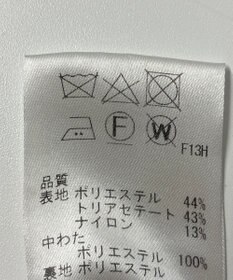 F W
F13H
品質
表地 ポリエステル 44%
トリアセテート 43%
ナイロン 13%
中わた
ポリエステル 100%
裏地 ポリエステル